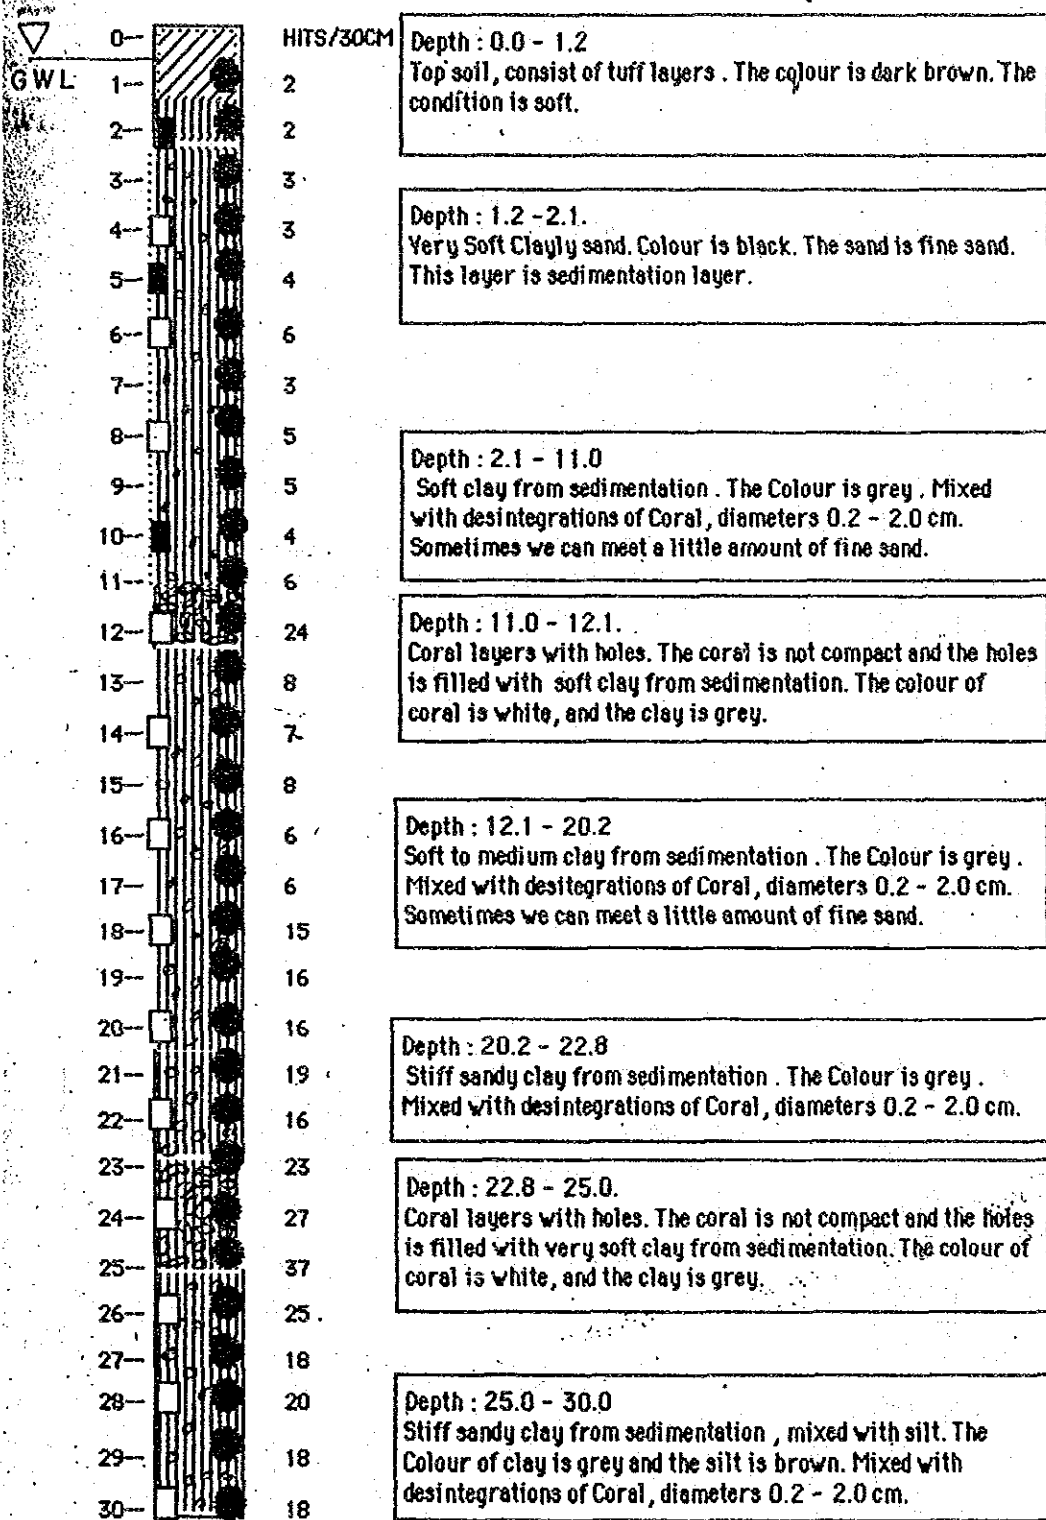 0-- HITS/30CM
GWL
1-- 2
2-- 2
3-- 3
4-- 3
5-- 4
6-- 6
7-- 3
8-- 5
9-- 5
10-- 4
11-- 6
12-- 24
13-- 8
14-- 7
15-- 8
16-- 6
17-- 6
18-- 15
19-- 16
20-- 16
21-- 19
22-- 16
23-- 23
24-- 27
25-- 37
26-- 25
27-- 18
28-- 20
29-- 18
30-- 18
Depth : 0.0 - 1.2
Top soil, consist of tuff layers . The colour is dark brown. The
condition is soft.
Depth : 1.2 -2.1.
Very Soft Clayly sand. Colour is black. The sand is fine sand.
This layer is sedimentation layer.
Depth : 2.1 - 11.0
Soft clay from sedimentation . The Colour is grey . Mixed
with desintegrations of Coral, diameters 0.2 - 2.0 cm.
Sometimes we can meet a little amount of fine sand.
Depth : 11.0 - 12.1.
Coral layers with holes. The coral is not compact and the holes
is filled with soft clay from sedimentation. The colour of
coral is white, and the clay is grey.
Depth : 12.1 - 20.2
Soft to medium clay from sedimentation . The Colour is grey .
Mixed with desitegrations of Coral, diameters 0.2 - 2.0 cm.
Sometimes we can meet a little amount of fine sand.
Depth : 20.2 - 22.8
Stiff sandy clay from sedimentation . The Colour is grey .
Mixed with desintegrations of Coral, diameters 0.2 - 2.0 cm.
Depth : 22.8 - 25.0.
Coral layers with holes. The coral is not compact and the holes
is filled with very soft clay from sedimentation. The colour of
coral is white, and the clay is grey.
Depth : 25.0 - 30.0
Stiff sandy clay from sedimentation , mixed with silt. The
Colour of clay is grey and the silt is brown. Mixed with
desintegrations of Coral, diameters 0.2 - 2.0 cm.